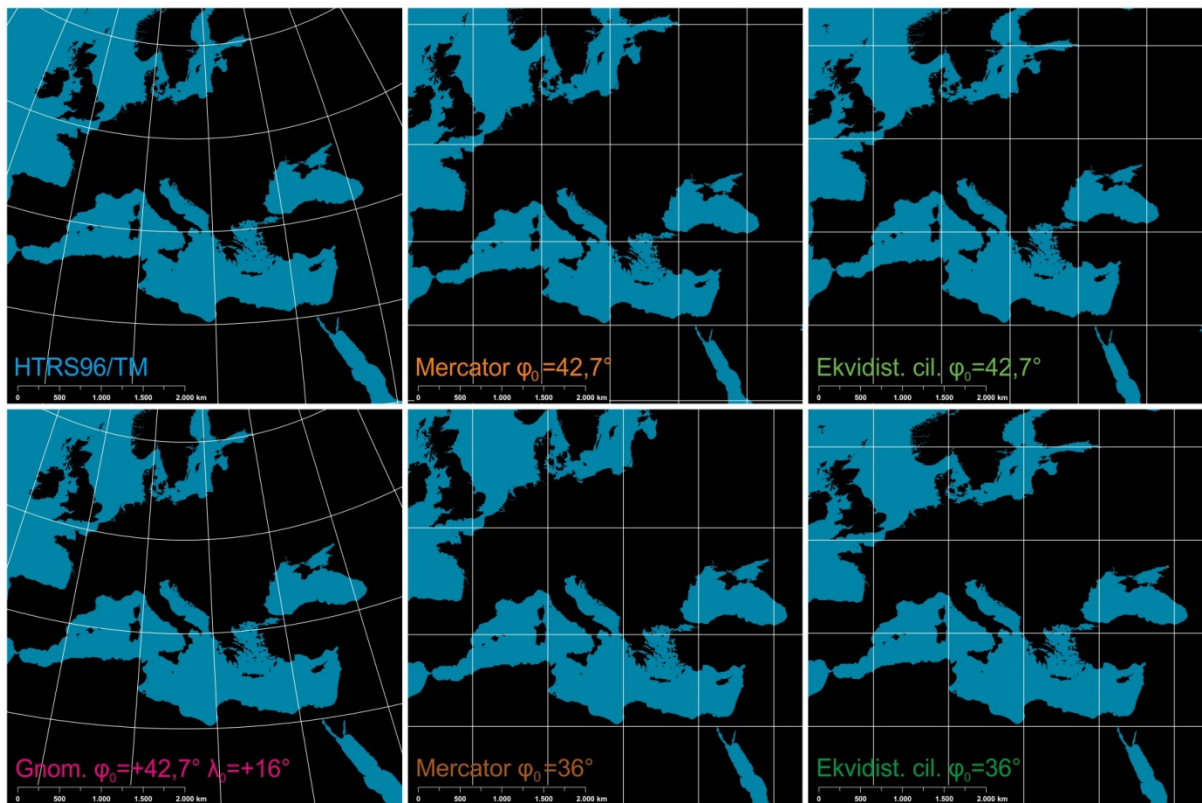 HTRS96/TM
0 500 1.000 1.500 2.000 km
Mercator φ₀=42,7°
0 500 1.000 1.500 2.000 km
Ekvidist. cil. φ₀=42,7°
0 500 1.000 1.500 2.000 km
Gnom. φ₀=+42,7° λ₀=+16°
0 500 1.000 1.500 2.000 km
Mercator φ₀=36°
0 500 1.000 1.500 2.000 km
Ekvidist. cil. φ₀=36°
0 500 1.000 1.500 2.000 km